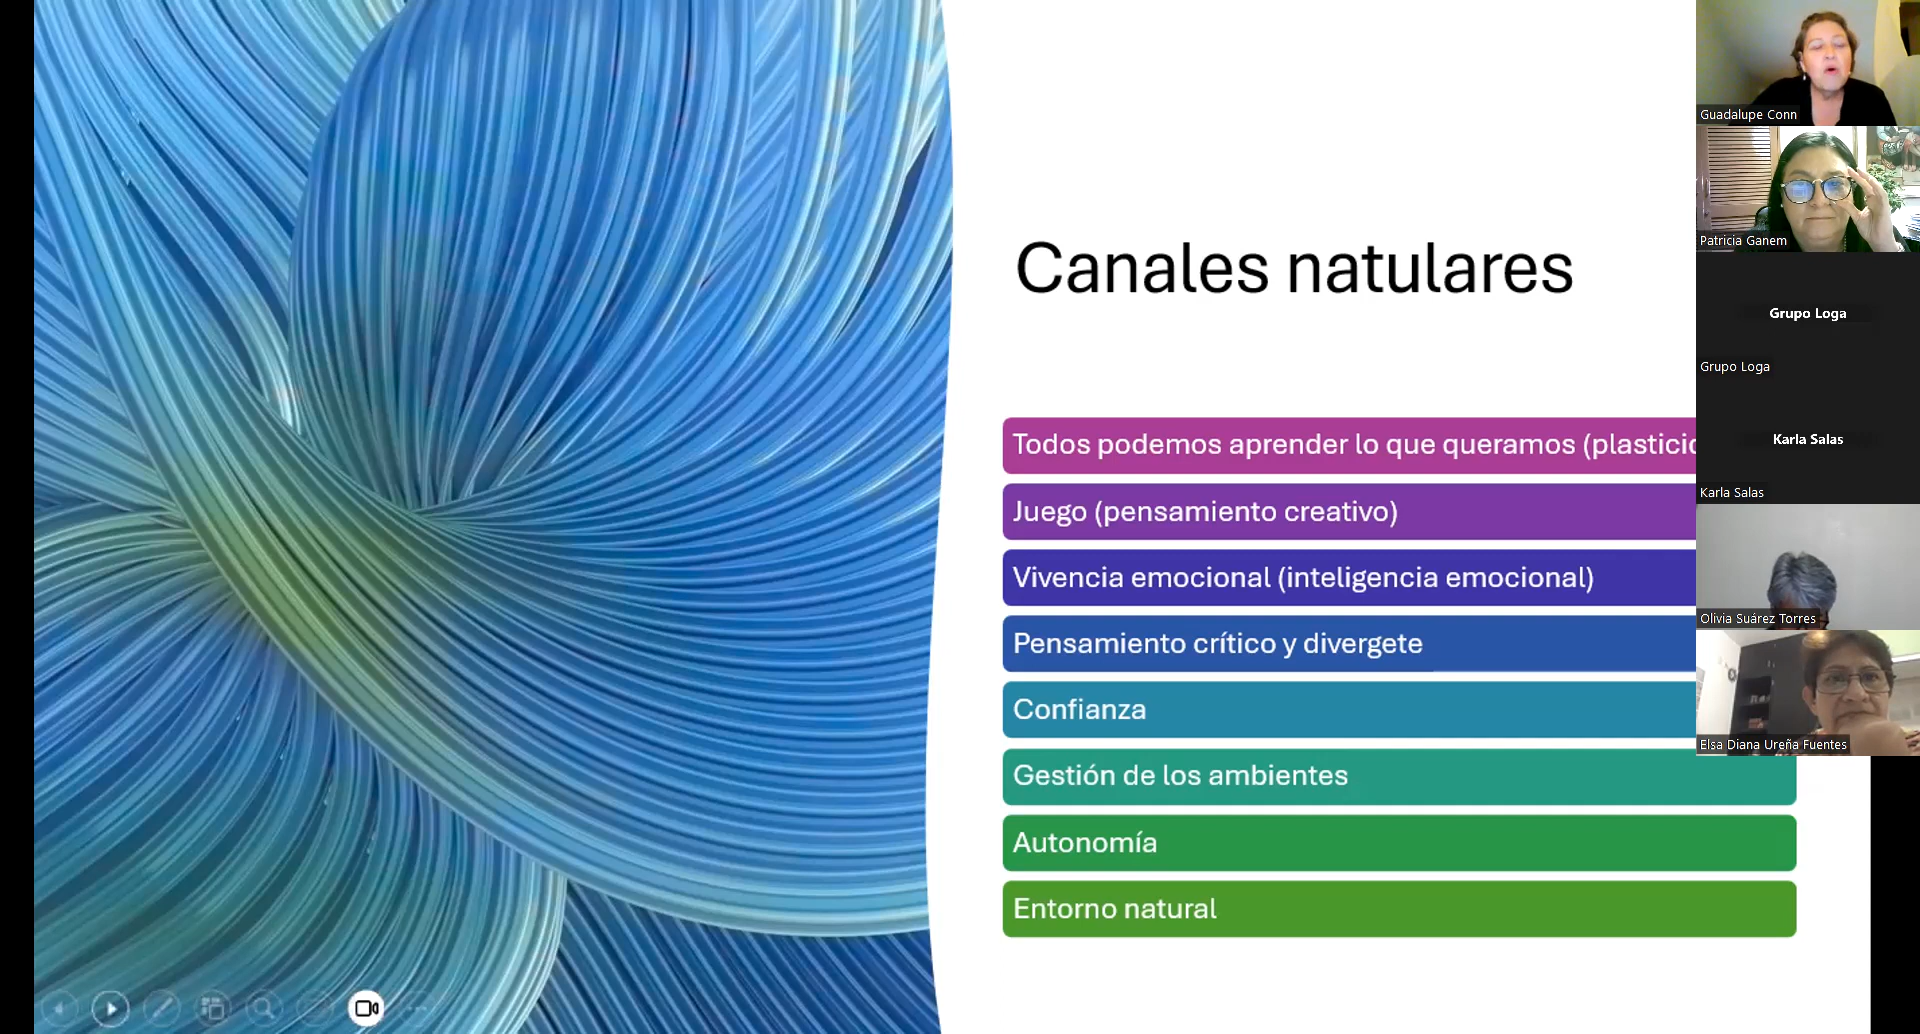 Canales natulares
Todos podemos aprender lo que queramos (plastici
Juego (pensamiento creativo)
Vivencia emocional (inteligencia emocional)
Pensamiento crítico y divergete
Confianza
Gestión de los ambientes
Autonomía
Entorno natural
Guadalupe Conn
Patricia Ganem
Grupo Loga
Grupo Loga
Karla Salas
Karla Salas
Olivia Suárez Torres
Elsa Diana Ureña Fuentes